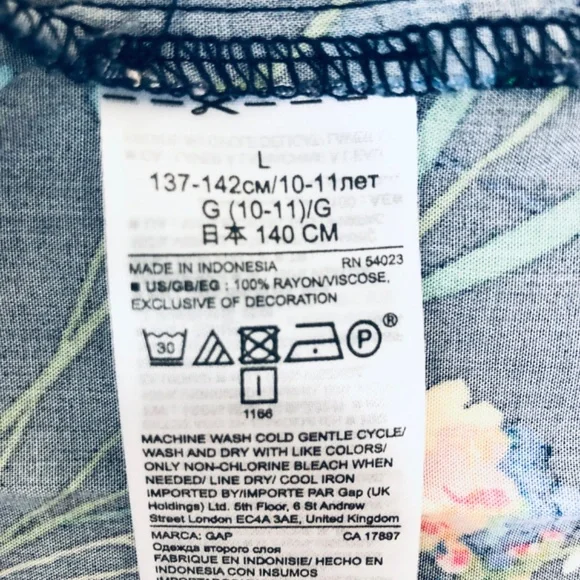 L
137-142см/10-11лет
G (10-11)/G
日本 140 CM
MADE IN INDONESIA RN 54023
■ US/GB/EG : 100% RAYON/VISCOSE,
EXCLUSIVE OF DECORATION
30 P ®
I
1166
MACHINE WASH COLD GENTLE CYCLE/
WASH AND DRY WITH LIKE COLORS/
ONLY NON-CHLORINE BLEACH WHEN
NEEDED/ LINE DRY/ COOL IRON
IMPORTED BY/IMPORTE PAR Gap (UK
Holdings) Ltd. 5th Floor, 6 St Andrew
Street London EC4A 3AE, United Kingdom
MARCA: GAP CA 17897
Одежда второго слоя
FABRIQUE EN INDONISIE/ HECHO EN
INDONESIA CON INSUMOS